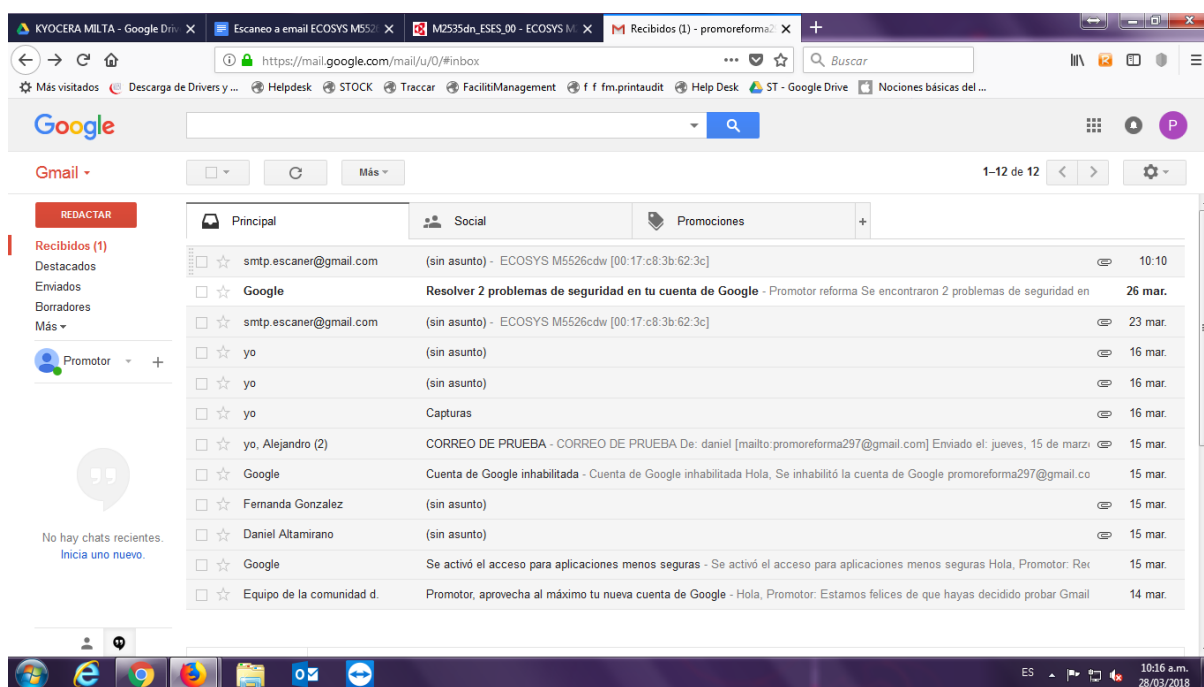 KYOCERA MILTA - Google Driv
Escaneo a email ECOSYS M552
M2535dn_ESES_00 - ECOSYS M
Recibidos (1) - promoreforma2
https://mail.google.com/mail/u/0/#inbox
Buscar
Más visitados Descarga de Drivers y ... Helpdesk STOCK Traccar FacilitiManagement f f fm.printaudit Help Desk ST - Google Drive Nociones básicas del ...
Google
P
Gmail
Más
1–12 de 12
REDACTAR
Recibidos (1)
Destacados
Enviados
Borradores
Más
Promotor
No hay chats recientes.
Inicia uno nuevo.
Principal
Social
Promociones
smtp.escaner@gmail.com (sin asunto) - ECOSYS M5526cdw [00:17:c8:3b:62:3c] 10:10
Google Resolver 2 problemas de seguridad en tu cuenta de Google - Promotor reforma Se encontraron 2 problemas de seguridad en 26 mar.
smtp.escaner@gmail.com (sin asunto) - ECOSYS M5526cdw [00:17:c8:3b:62:3c] 23 mar.
yo (sin asunto) 16 mar.
yo (sin asunto) 16 mar.
yo Capturas 16 mar.
yo, Alejandro (2) CORREO DE PRUEBA - CORREO DE PRUEBA De: daniel [mailto:promoreforma297@gmail.com] Enviado el: jueves, 15 de marz 15 mar.
Google Cuenta de Google inhabilitada - Cuenta de Google inhabilitada Hola, Se inhabilitó la cuenta de Google promoreforma297@gmail.co 15 mar.
Fernanda Gonzalez (sin asunto) 15 mar.
Daniel Altamirano (sin asunto) 15 mar.
Google Se activó el acceso para aplicaciones menos seguras - Se activó el acceso para aplicaciones menos seguras Hola, Promotor: Re 15 mar.
Equipo de la comunidad d. Promotor, aprovecha al máximo tu nueva cuenta de Google - Hola, Promotor: Estamos felices de que hayas decidido probar Gmail 14 mar.
ES
10:16 a.m.
28/03/2018